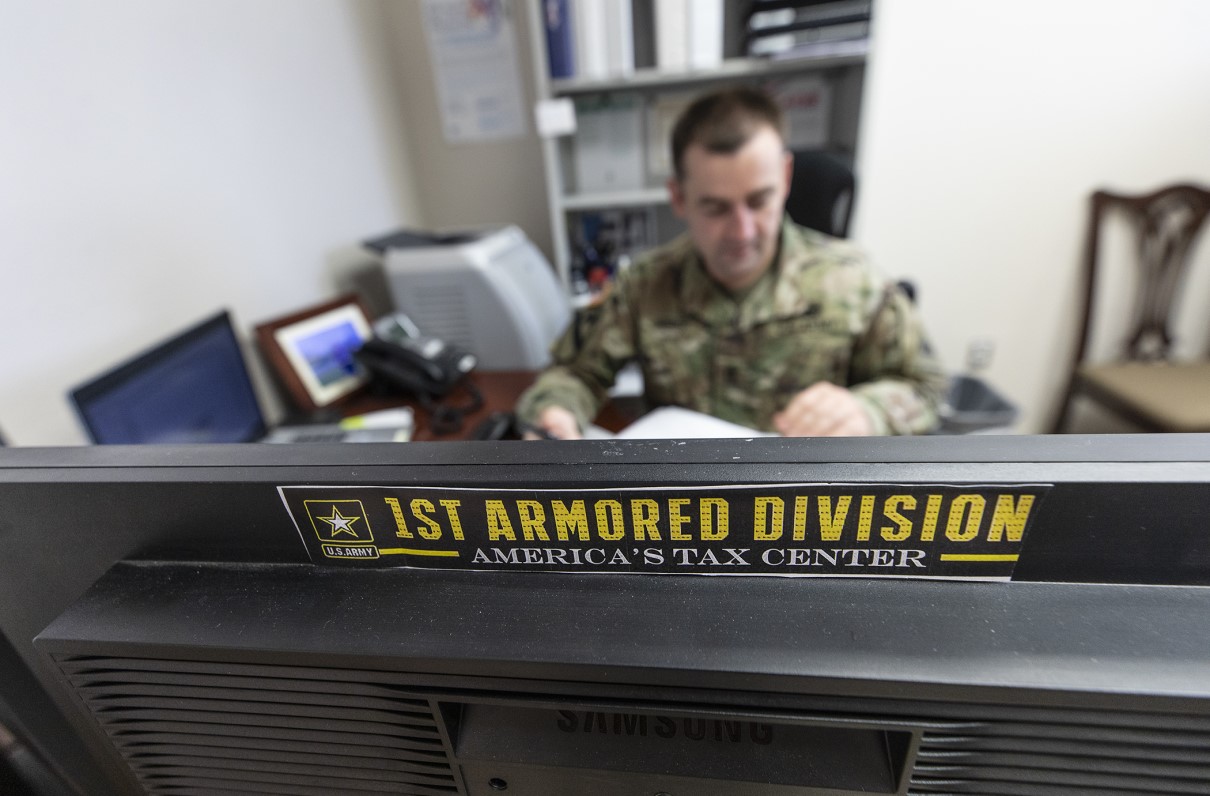 1ST ARMORED DIVISION
U.S.ARMY
AMERICA'S TAX CENTER
SAMSUNG